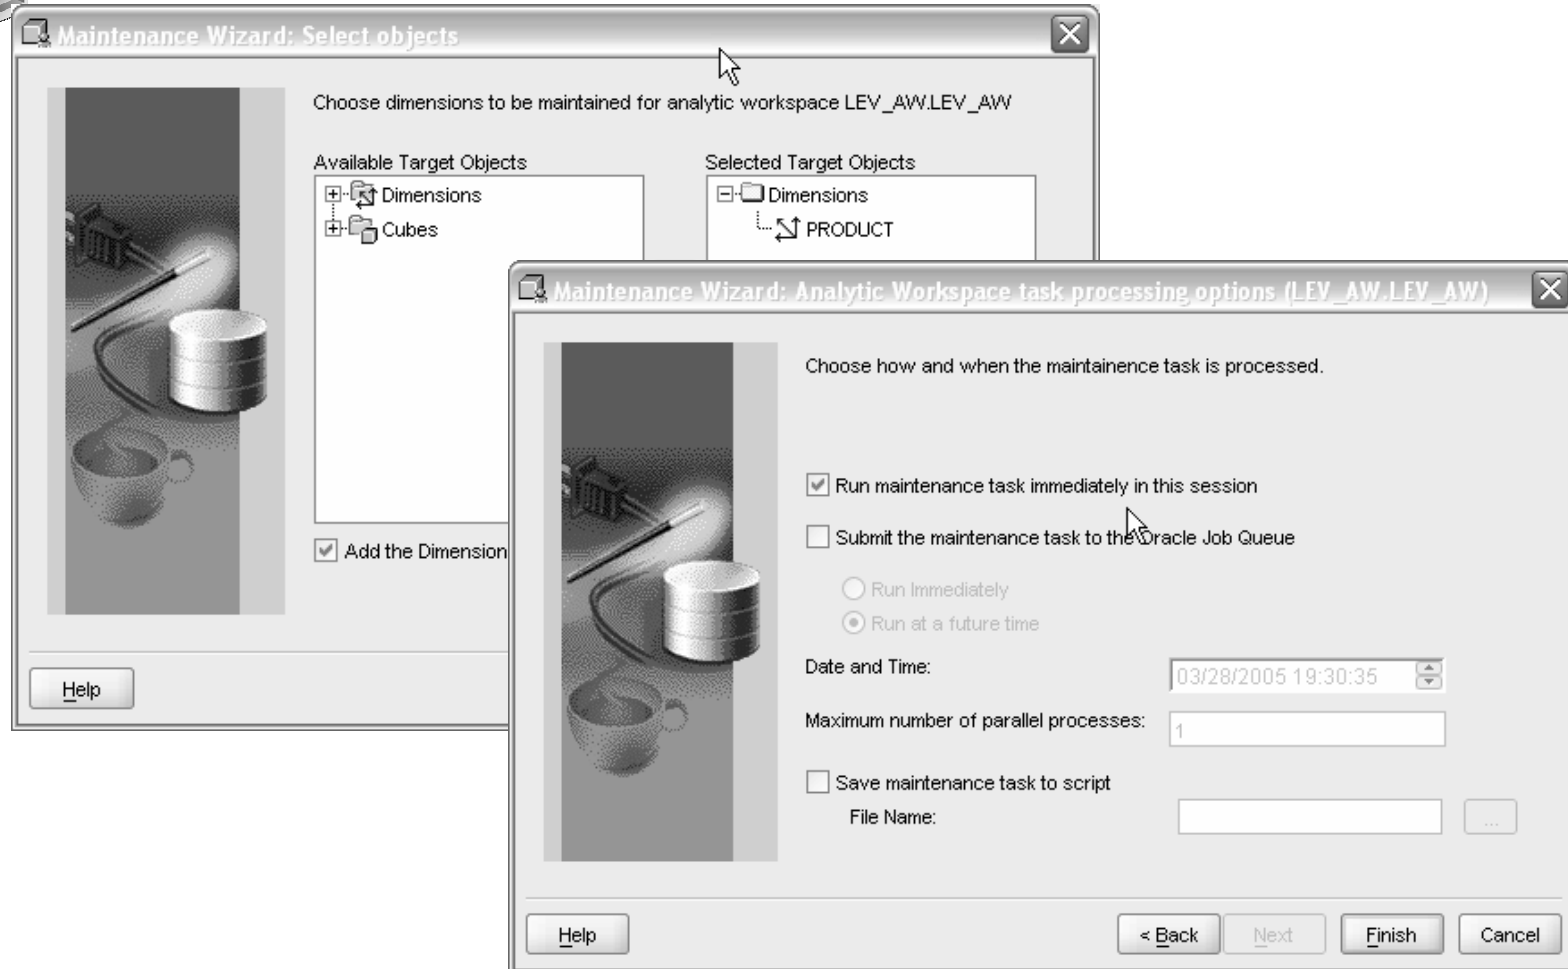 Maintenance Wizard: Select objects
Choose dimensions to be maintained for analytic workspace LEV_AW.LEV_AW
Available Target Objects
Dimensions
Cubes
Selected Target Objects
Dimensions
PRODUCT
Add the Dimension
Help
Maintenance Wizard: Analytic Workspace task processing options (LEV_AW.LEV_AW)
Choose how and when the maintainence task is processed.
Run maintenance task immediately in this session
Submit the maintenance task to the Oracle Job Queue
Run Immediately
Run at a future time
Date and Time: 03/28/2005 19:30:35
Maximum number of parallel processes: 1
Save maintenance task to script
File Name: ...
Help < Back Next Finish Cancel